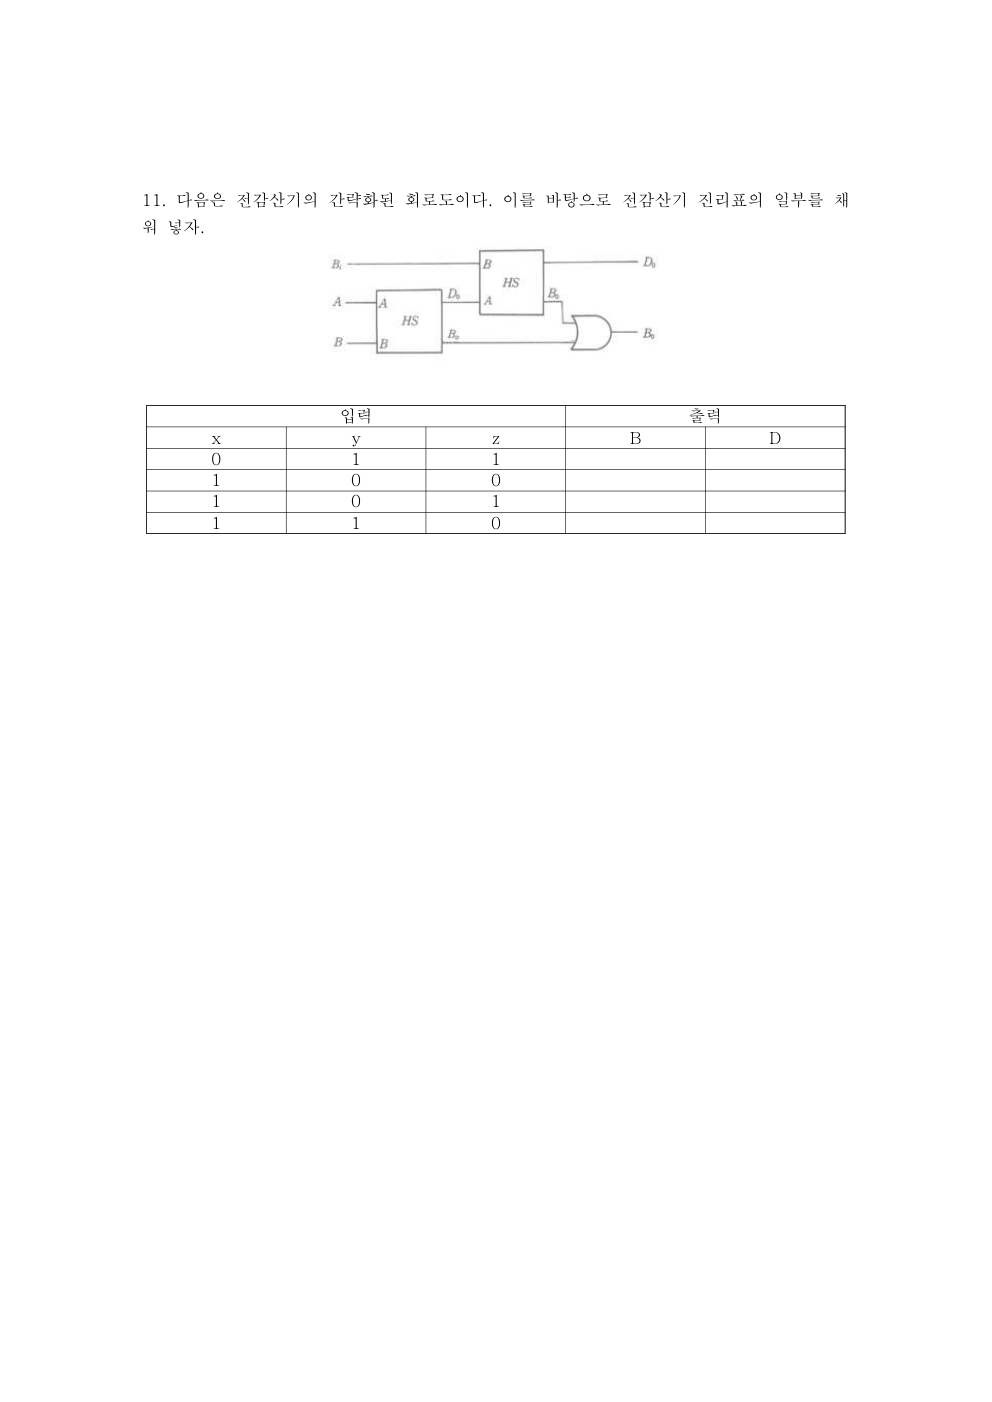 11. 다음은 전감산기의 간략화된 회로도이다. 이를 바탕으로 전감산기 진리표의 일부를 채
워 넣자.
Bᵢ B D₀
HS
A A D₀ A B₀
HS
B B B₀ B₀
입력 출력
x y z B D
0 1 1
1 0 0
1 0 1
1 1 0